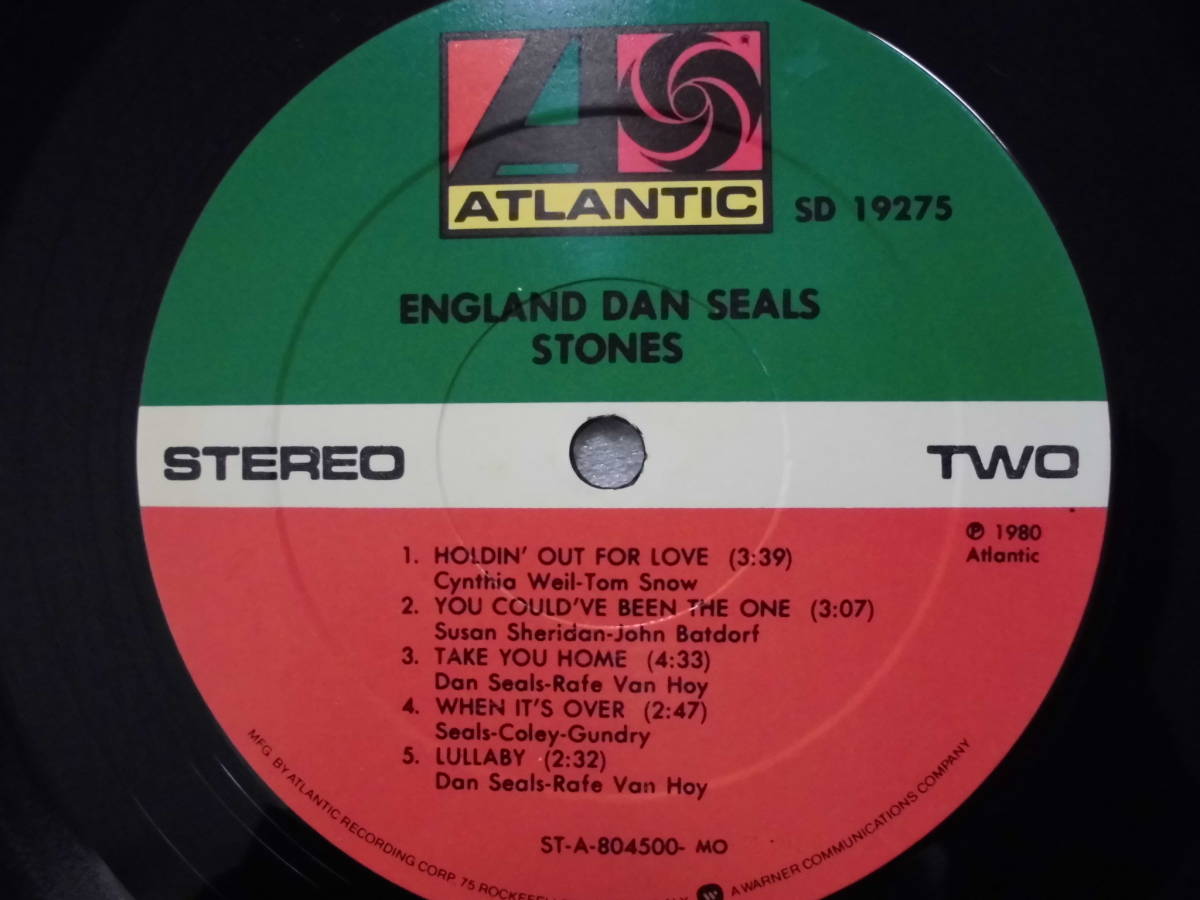 ATLANTIC
SD 19275
ENGLAND DAN SEALS
STONES
STEREO
TWO
℗ 1980
Atlantic
1. HOLDIN' OUT FOR LOVE (3:39)
Cynthia Weil-Tom Snow
2. YOU COULD'VE BEEN THE ONE (3:07)
Susan Sheridan-John Batdorf
3. TAKE YOU HOME (4:33)
Dan Seals-Rafe Van Hoy
4. WHEN IT'S OVER (2:47)
Seals-Coley-Gundry
5. LULLABY (2:32)
Dan Seals-Rafe Van Hoy
ST-A-804500- MO
MFG. BY ATLANTIC RECORDING CORP. 75
A WARNER COMMUNICATIONS COMPANY